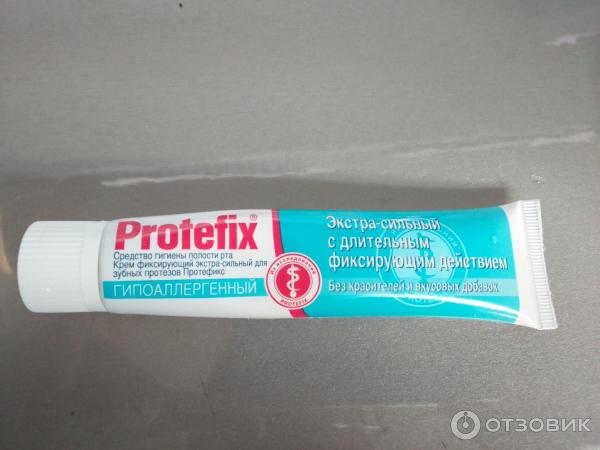 Protefix®
Средство гигиены полости рта
Крем фиксирующий экстра-сильный для
зубных протезов Протефикс
ГИПОАЛЛЕРГЕННЫЙ
PROTEFIX
Экстра-сильный
с длительным
фиксирующим действием
Без красителей и вкусовых добавок
ОТЗОВИК